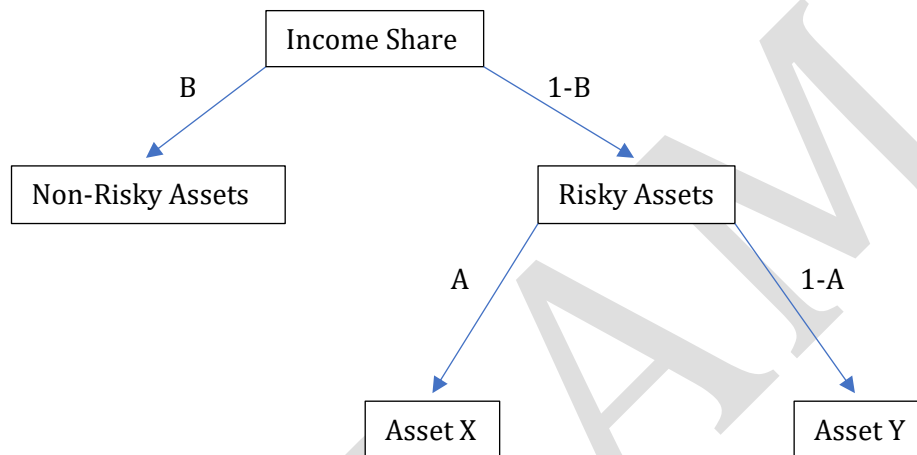 Income Share
B
1-B
Non-Risky Assets
Risky Assets
A
1-A
Asset X
Asset Y